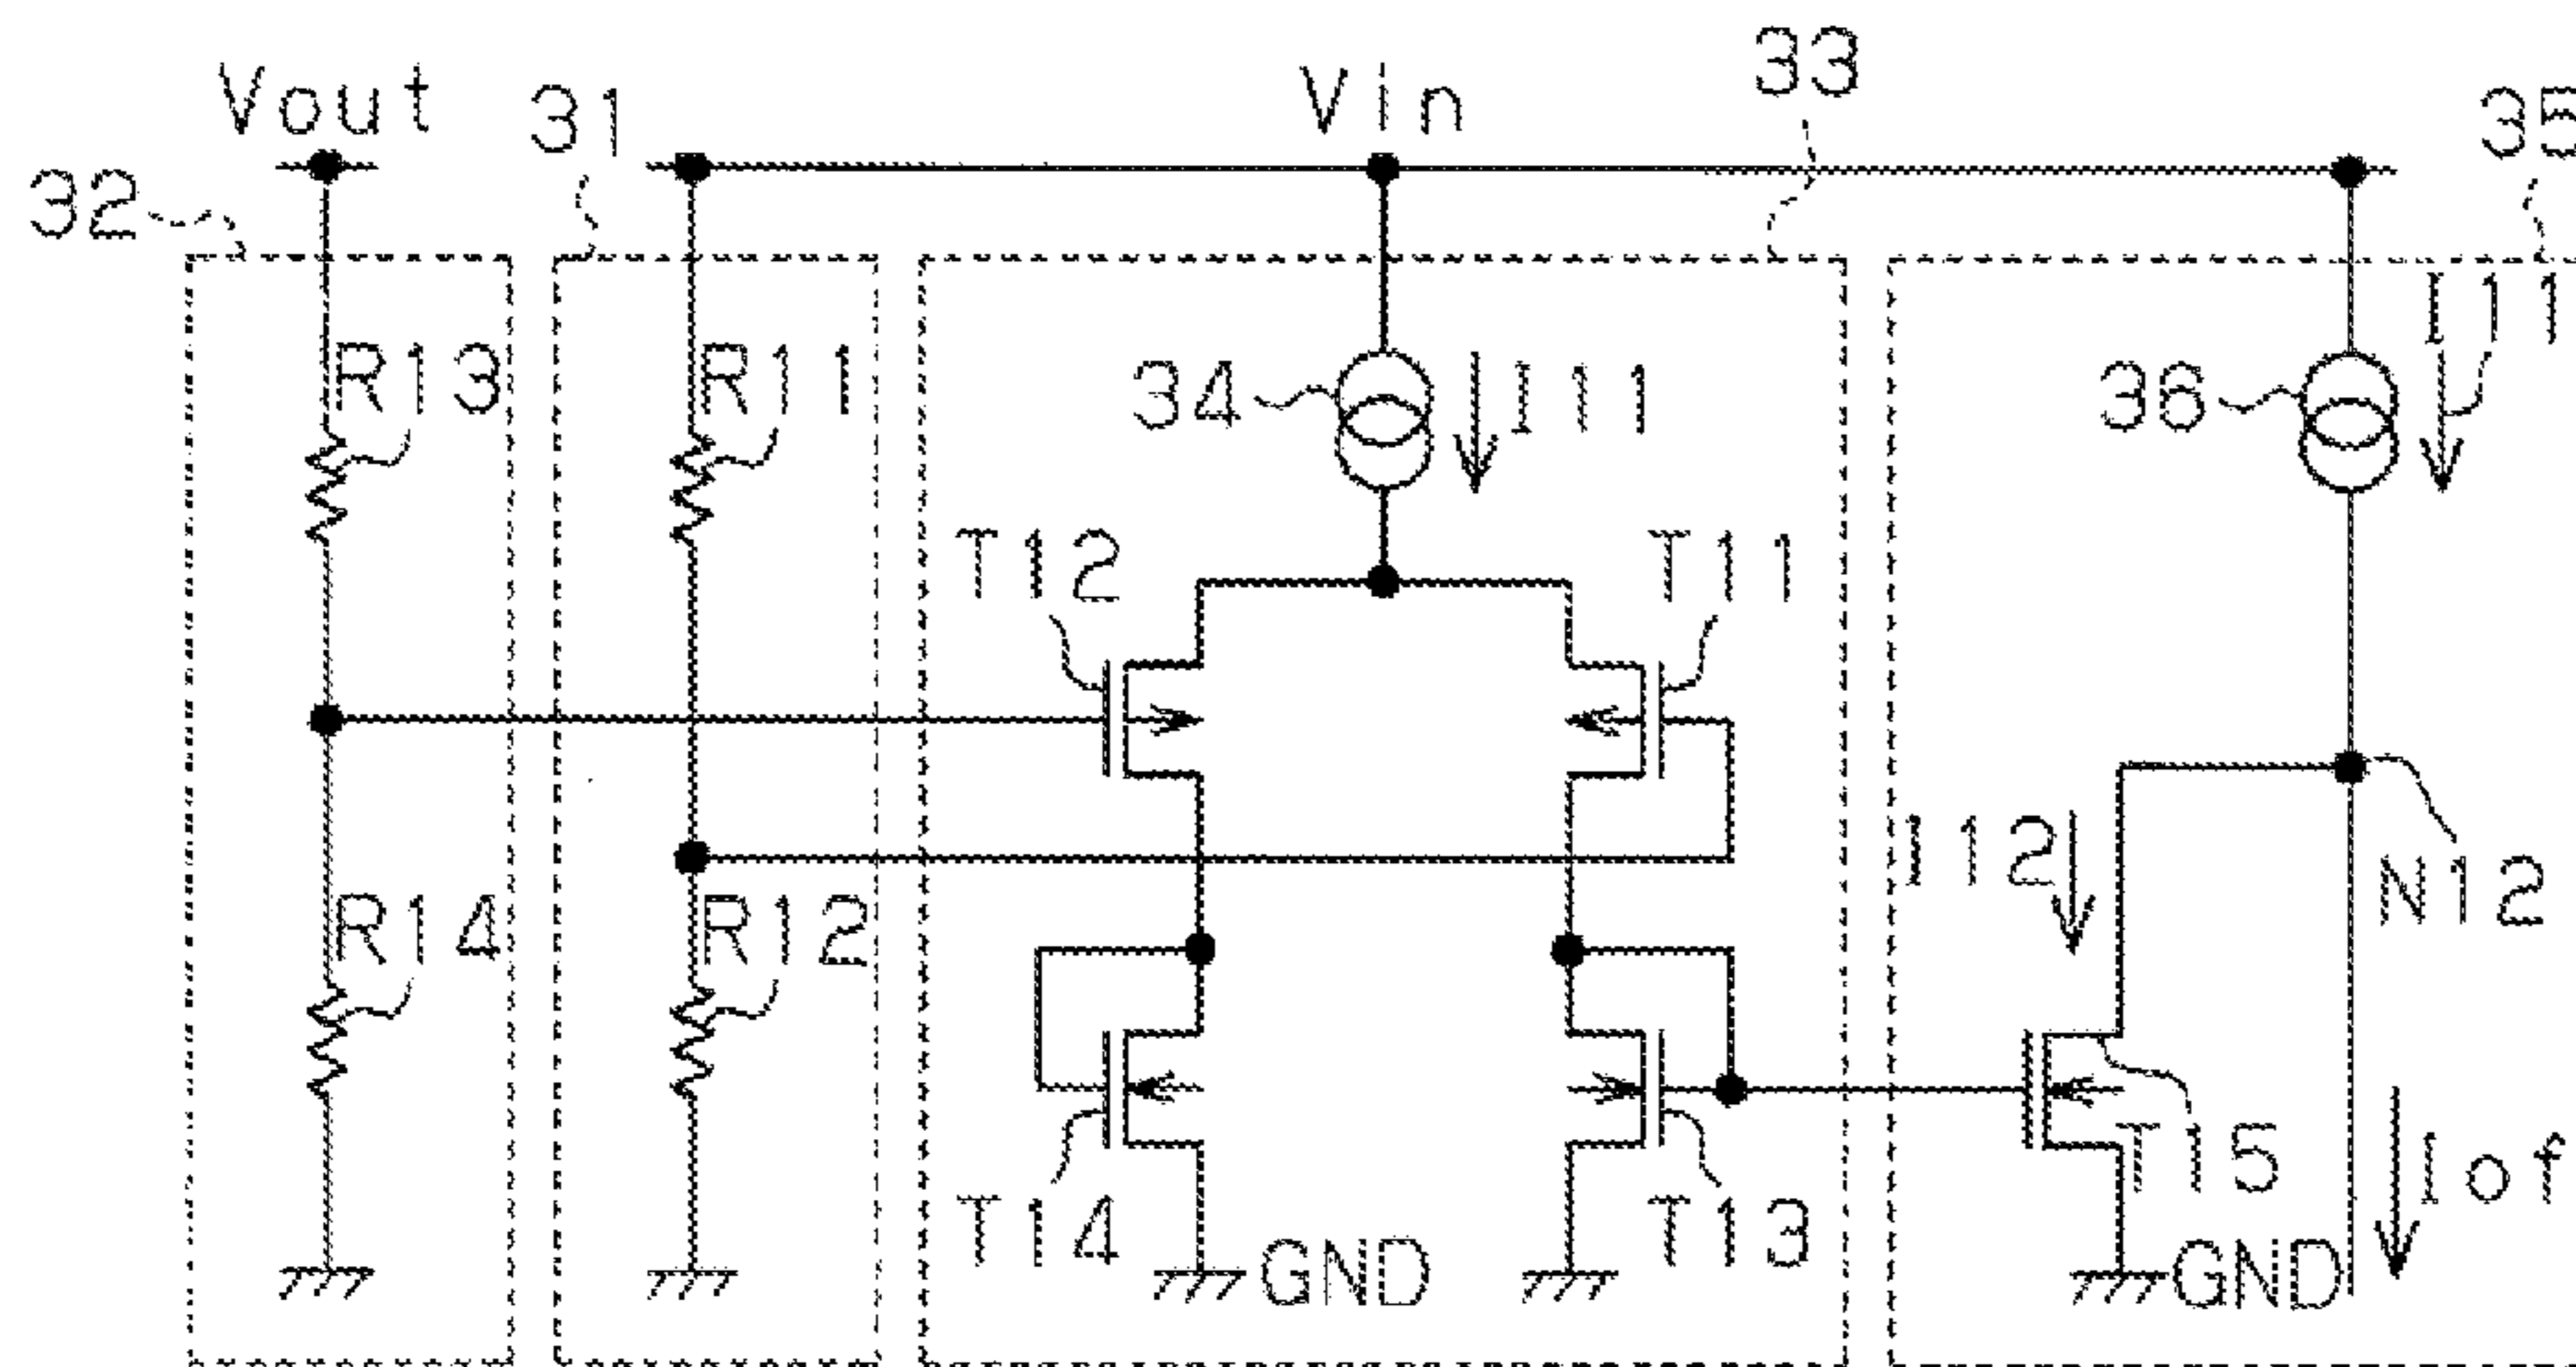 Vout
31
Vin
33
35
32
R13
R11
34
I11
36
I11
T12
T11
R14
R12
I12
N12
T14
GND
T13
T15
GND
Iof